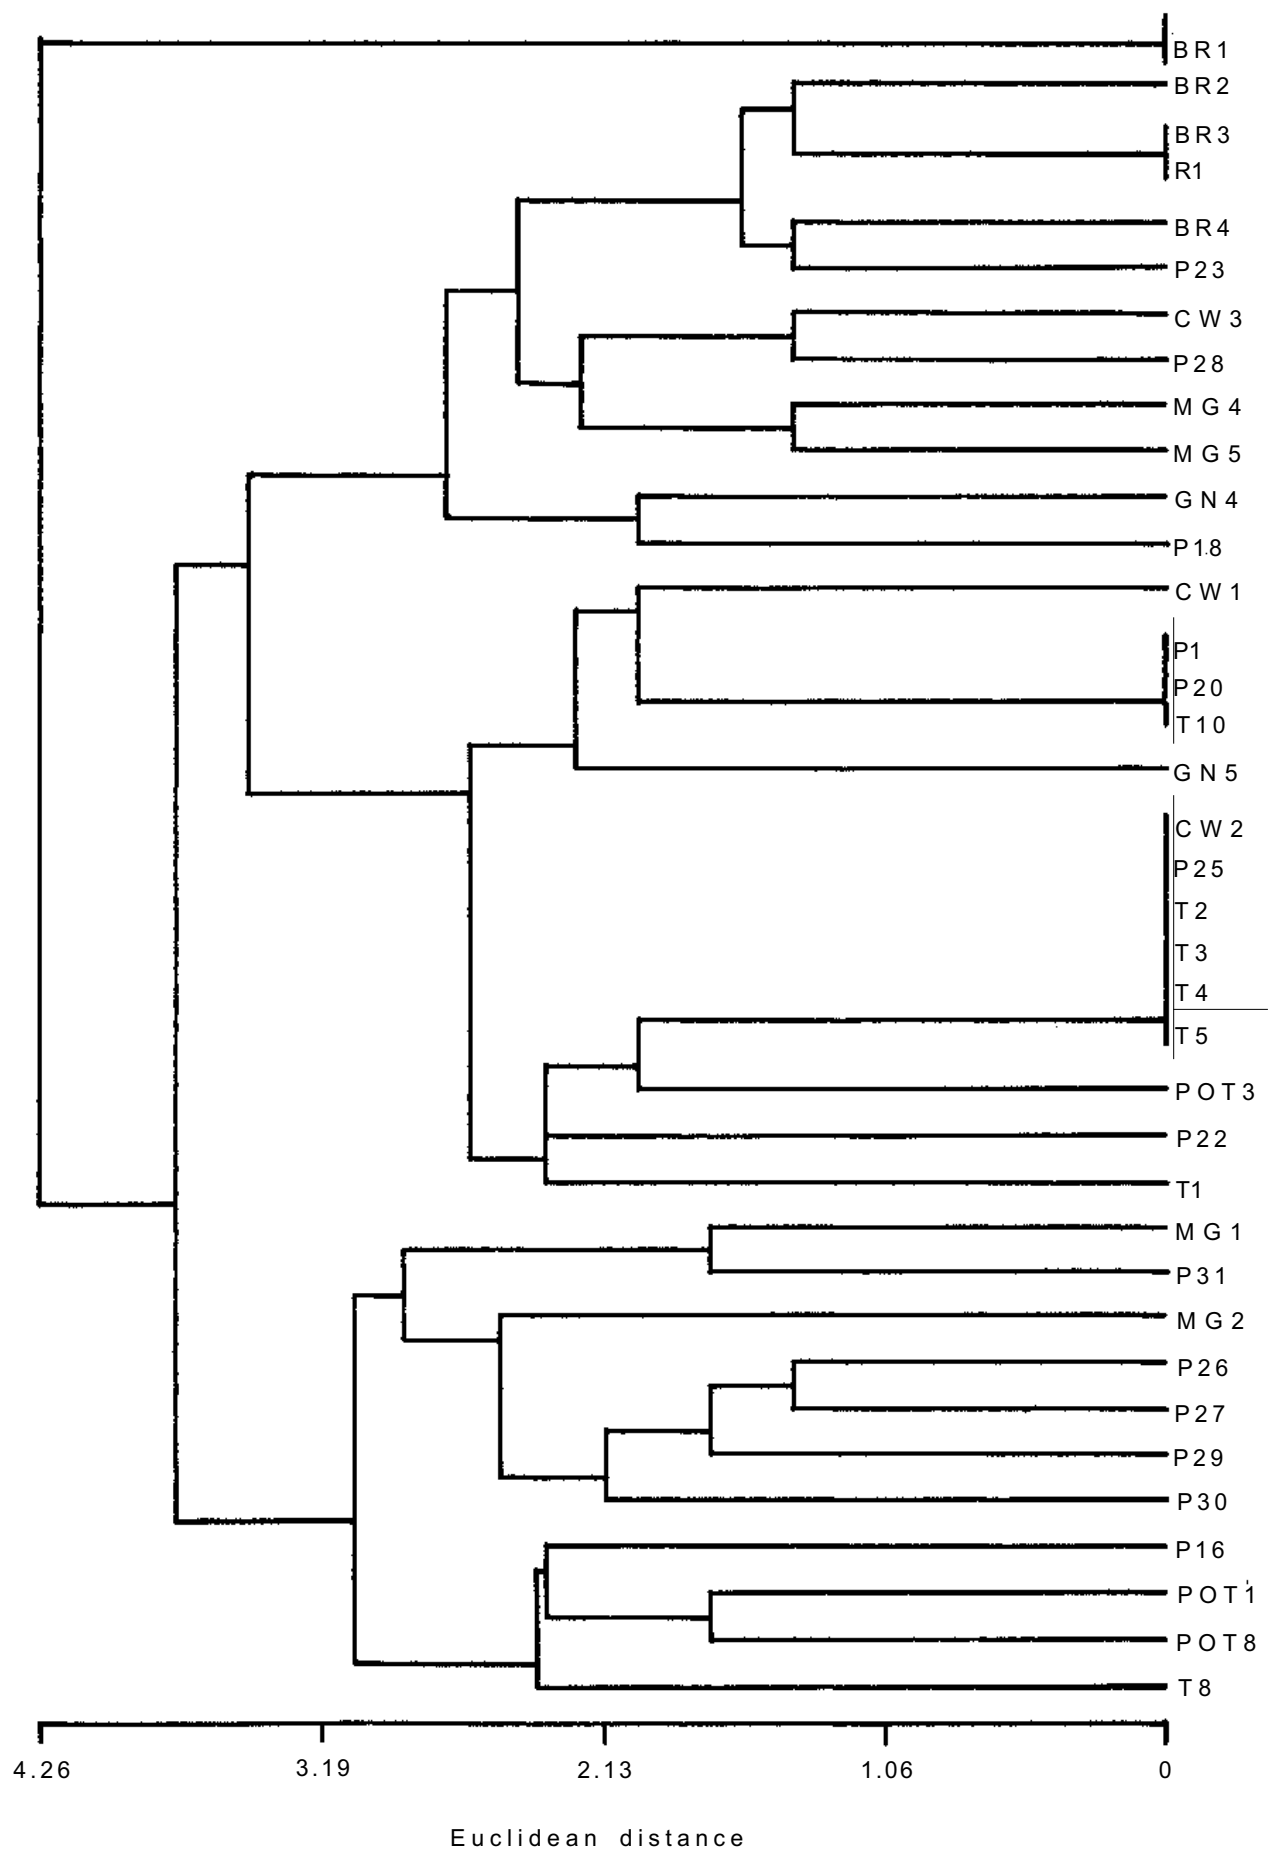 BR1
BR2
BR3
R1
BR4
P23
CW3
P28
MG4
MG5
GN4
P18
CW1
P1
P20
T10
GN5
CW2
P25
T2
T3
T4
T5
POT3
P22
T1
MG1
P31
MG2
P26
P27
P29
P30
P16
POT1
POT8
T8
4.26 3.19 2.13 1.06 0
Euclidean distance